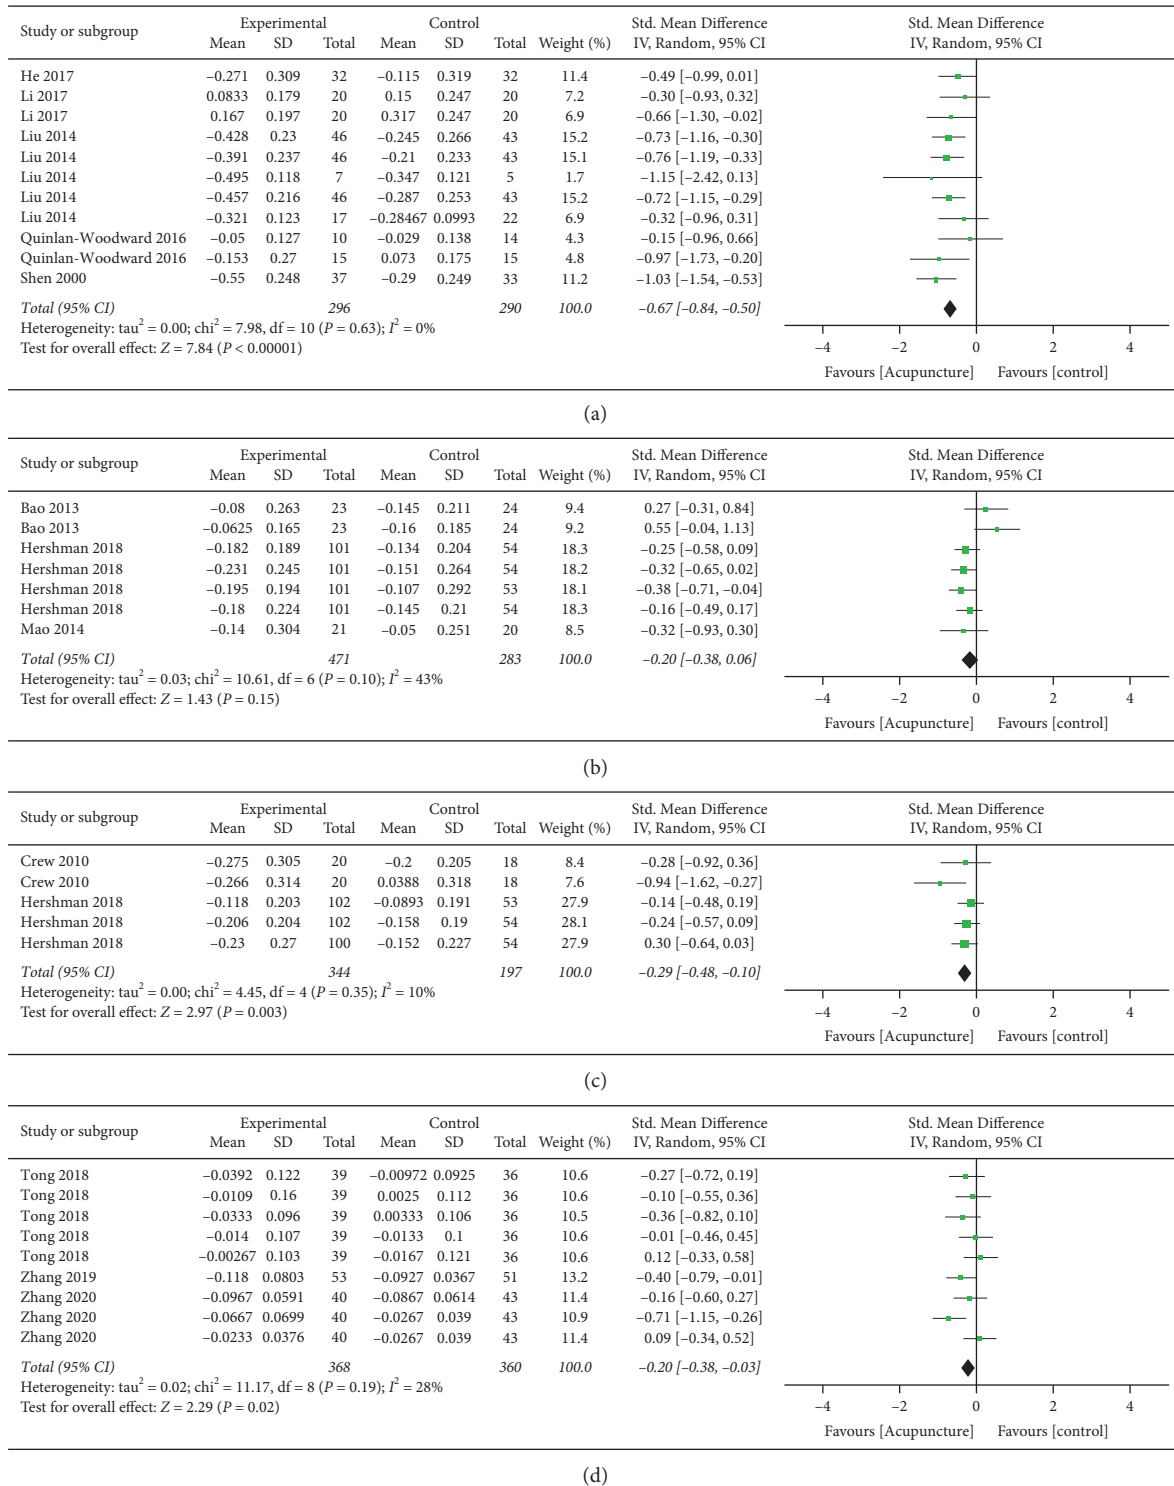 Study or subgroup Experimental Control Std. Mean Difference Std. Mean Difference
Mean SD Total Mean SD Total Weight (%) IV, Random, 95% CI IV, Random, 95% CI
He 2017 −0.271 0.309 32 −0.115 0.319 32 11.4 −0.49 [−0.99, 0.01]
Li 2017 0.0833 0.179 20 0.15 0.247 20 7.2 −0.30 [−0.93, 0.32]
Li 2017 0.167 0.197 20 0.317 0.247 20 6.9 −0.66 [−1.30, −0.02]
Liu 2014 −0.428 0.23 46 −0.245 0.266 43 15.2 −0.73 [−1.16, −0.30]
Liu 2014 −0.391 0.237 46 −0.21 0.233 43 15.1 −0.76 [−1.19, −0.33]
Liu 2014 −0.495 0.118 7 −0.347 0.121 5 1.7 −1.15 [−2.42, 0.13]
Liu 2014 −0.457 0.216 46 −0.287 0.253 43 15.2 −0.72 [−1.15, −0.29]
Liu 2014 −0.321 0.123 17 −0.28467 0.0993 22 6.9 −0.32 [−0.96, 0.31]
Quinlan-Woodward 2016 −0.05 0.127 10 −0.029 0.138 14 4.3 −0.15 [−0.96, 0.66]
Quinlan-Woodward 2016 −0.153 0.27 15 0.073 0.175 15 4.8 −0.97 [−1.73, −0.20]
Shen 2000 −0.55 0.248 37 −0.29 0.249 33 11.2 −1.03 [−1.54, −0.53]
Total (95% CI) 296 290 100.0 −0.67 [−0.84, −0.50]
Heterogeneity: tau² = 0.00; chi² = 7.98, df = 10 (P = 0.63); I² = 0%
Test for overall effect: Z = 7.84 (P < 0.00001)
−4 −2 0 2 4
Favours [Acupuncture] Favours [control]
(a)
Study or subgroup Experimental Control Std. Mean Difference Std. Mean Difference
Mean SD Total Mean SD Total Weight (%) IV, Random, 95% CI IV, Random, 95% CI
Bao 2013 −0.08 0.263 23 −0.145 0.211 24 9.4 0.27 [−0.31, 0.84]
Bao 2013 −0.0625 0.165 23 −0.16 0.185 24 9.2 0.55 [−0.04, 1.13]
Hershman 2018 −0.182 0.189 101 −0.134 0.204 54 18.3 −0.25 [−0.58, 0.09]
Hershman 2018 −0.231 0.245 101 −0.151 0.264 54 18.2 −0.32 [−0.65, 0.02]
Hershman 2018 −0.195 0.194 101 −0.107 0.292 53 18.1 −0.38 [−0.71, −0.04]
Hershman 2018 −0.18 0.224 101 −0.145 0.21 54 18.3 −0.16 [−0.49, 0.17]
Mao 2014 −0.14 0.304 21 −0.05 0.251 20 8.5 −0.32 [−0.93, 0.30]
Total (95% CI) 471 283 100.0 −0.20 [−0.38, 0.06]
Heterogeneity: tau² = 0.03; chi² = 10.61, df = 6 (P = 0.10); I² = 43%
Test for overall effect: Z = 1.43 (P = 0.15)
−4 −2 0 2 4
Favours [Acupuncture] Favours [control]
(b)
Study or subgroup Experimental Control Std. Mean Difference Std. Mean Difference
Mean SD Total Mean SD Total Weight (%) IV, Random, 95% CI IV, Random, 95% CI
Crew 2010 −0.275 0.305 20 −0.2 0.205 18 8.4 −0.28 [−0.92, 0.36]
Crew 2010 −0.266 0.314 20 0.0388 0.318 18 7.6 −0.94 [−1.62, −0.27]
Hershman 2018 −0.118 0.203 102 −0.0893 0.191 53 27.9 −0.14 [−0.48, 0.19]
Hershman 2018 −0.206 0.204 102 −0.158 0.19 54 28.1 −0.24 [−0.57, 0.09]
Hershman 2018 −0.23 0.27 100 −0.152 0.227 54 27.9 0.30 [−0.64, 0.03]
Total (95% CI) 344 197 100.0 −0.29 [−0.48, −0.10]
Heterogeneity: tau² = 0.00; chi² = 4.45, df = 4 (P = 0.35); I² = 10%
Test for overall effect: Z = 2.97 (P = 0.003)
−4 −2 0 2 4
Favours [Acupuncture] Favours [control]
(c)
Study or subgroup Experimental Control Std. Mean Difference Std. Mean Difference
Mean SD Total Mean SD Total Weight (%) IV, Random, 95% CI IV, Random, 95% CI
Tong 2018 −0.0392 0.122 39 −0.00972 0.0925 36 10.6 −0.27 [−0.72, 0.19]
Tong 2018 −0.0109 0.16 39 0.0025 0.112 36 10.6 −0.10 [−0.55, 0.36]
Tong 2018 −0.0333 0.096 39 0.00333 0.106 36 10.5 −0.36 [−0.82, 0.10]
Tong 2018 −0.014 0.107 39 −0.0133 0.1 36 10.6 −0.01 [−0.46, 0.45]
Tong 2018 −0.00267 0.103 39 −0.0167 0.121 36 10.6 0.12 [−0.33, 0.58]
Zhang 2019 −0.118 0.0803 53 −0.0927 0.0367 51 13.2 −0.40 [−0.79, −0.01]
Zhang 2020 −0.0967 0.0591 40 −0.0867 0.0614 43 11.4 −0.16 [−0.60, 0.27]
Zhang 2020 −0.0667 0.0699 40 −0.0267 0.039 43 10.9 −0.71 [−1.15, −0.26]
Zhang 2020 −0.0233 0.0376 40 −0.0267 0.039 43 11.4 0.09 [−0.34, 0.52]
Total (95% CI) 368 360 100.0 −0.20 [−0.38, −0.03]
Heterogeneity: tau² = 0.02; chi² = 11.17, df = 8 (P = 0.19); I² = 28%
Test for overall effect: Z = 2.29 (P = 0.02)
−4 −2 0 2 4
Favours [Acupuncture] Favours [control]
(d)